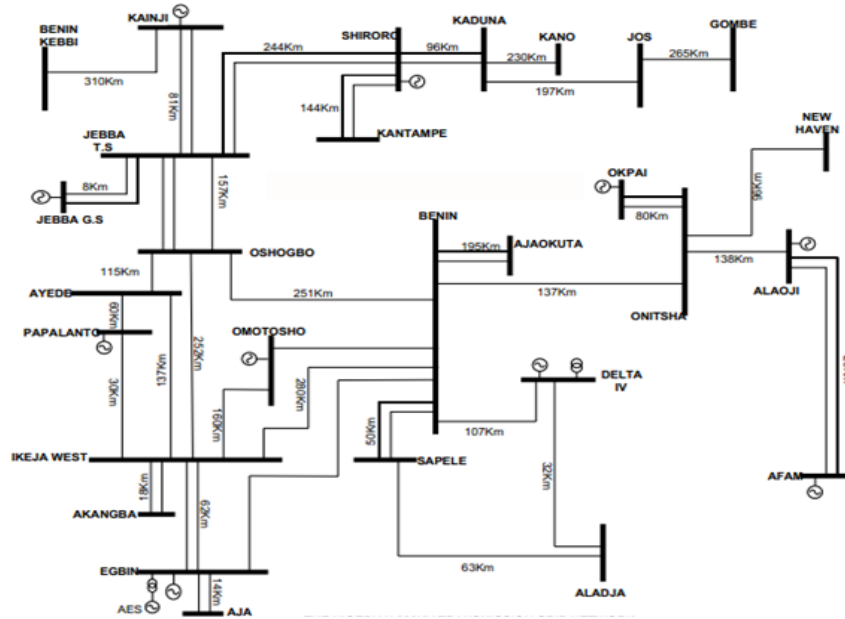 KAINJI
BENIN
KEBBI
310Km
81Km
244Km
SHIRORO
96Km
KADUNA
KANO
230Km
JOS
197Km
GOMBE
265Km
144Km
KANTAMPE
NEW
HAVEN
96Km
JEBBA
T.S
8Km
JEBBA G.S
157Km
OKPAI
80Km
BENIN
195Km
AJAOKUTA
OSHOGBO
138Km
ALAOJI
115Km
251Km
137Km
ONITSHA
AYEDE
60Km
PAPALANTO
OMOTOSHO
252Km
137Km
30Km
280Km
160Km
DELTA
IV
107Km
50Km
IKEJA WEST
SAPELE
32Km
AFAM
18Km
AKANGBA
62Km
63Km
ALADJA
EGBIN
14Km
AES
AJA